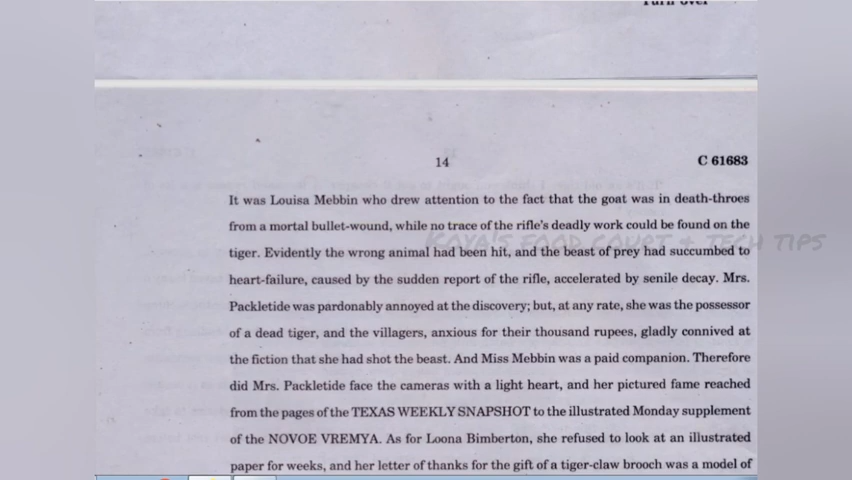 Turn over
14
C 61683
It was Louisa Mebbin who drew attention to the fact that the goat was in death-throes
from a mortal bullet-wound, while no trace of the rifle's deadly work could be found on the
tiger. Evidently the wrong animal had been hit, and the beast of prey had succumbed to
KOYA'S FOOD COURT & TECH TIPS
heart-failure, caused by the sudden report of the rifle, accelerated by senile decay. Mrs.
Packletide was pardonably annoyed at the discovery; but, at any rate, she was the possessor
of a dead tiger, and the villagers, anxious for their thousand rupees, gladly connived at
the fiction that she had shot the beast. And Miss Mebbin was a paid companion. Therefore
did Mrs. Packletide face the cameras with a light heart, and her pictured fame reached
from the pages of the TEXAS WEEKLY SNAPSHOT to the illustrated Monday supplement
of the NOVOE VREMYA. As for Loona Bimberton, she refused to look at an illustrated
paper for weeks, and her letter of thanks for the gift of a tiger-claw brooch was a model of